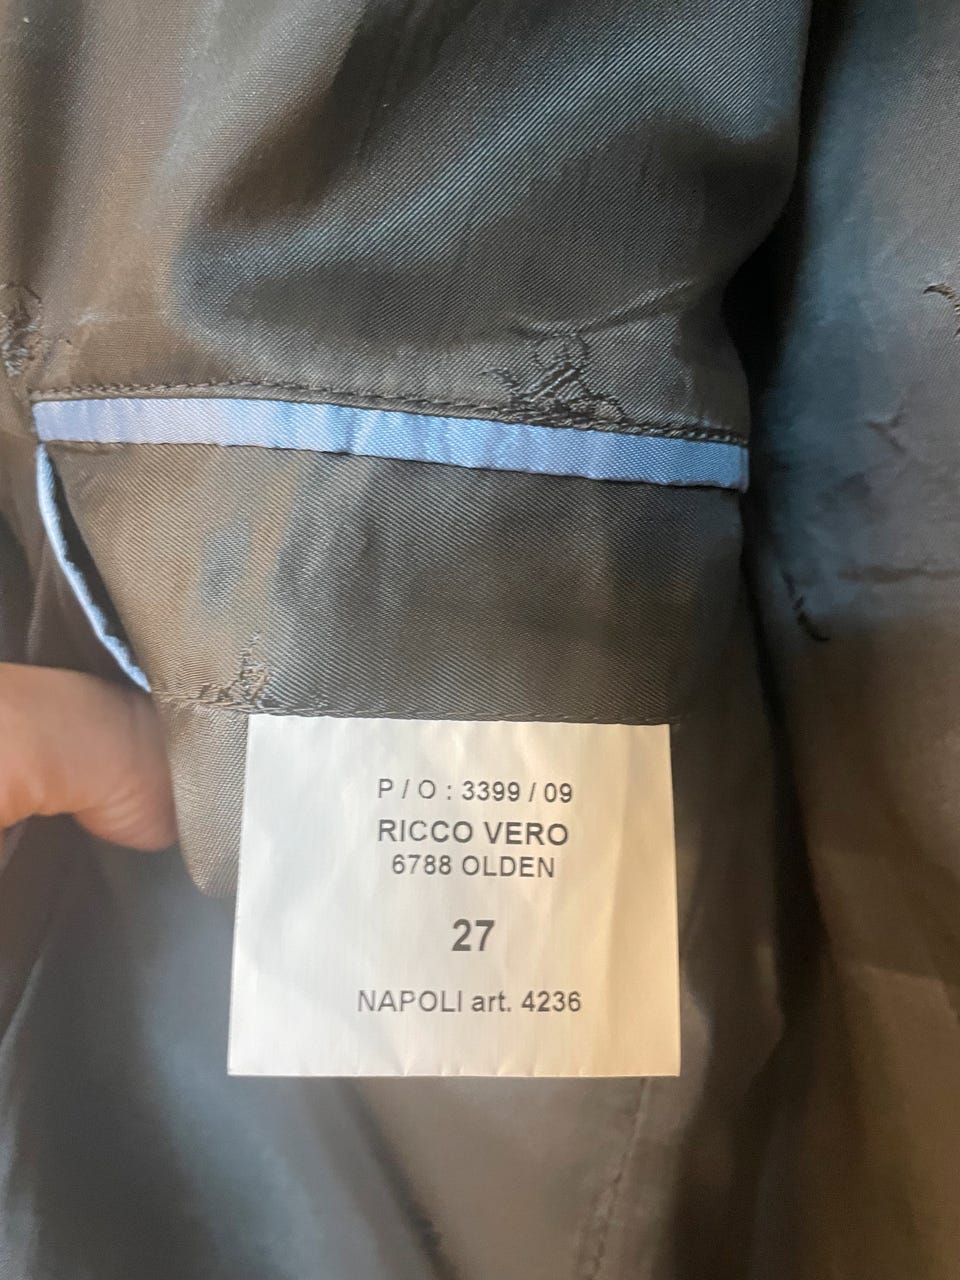 P / O : 3399 / 09
RICCO VERO
6788 OLDEN
27
NAPOLI art. 4236